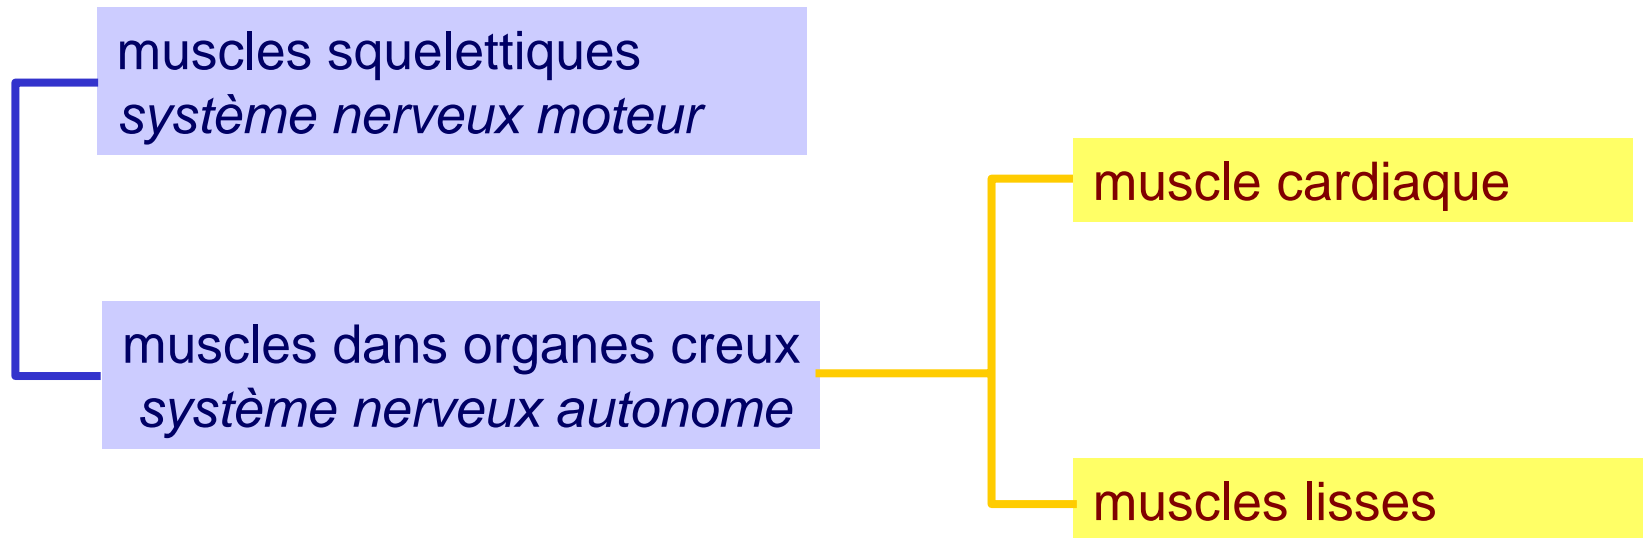 muscles squelettiques
système nerveux moteur
muscle cardiaque
muscles dans organes creux
système nerveux autonome
muscles lisses